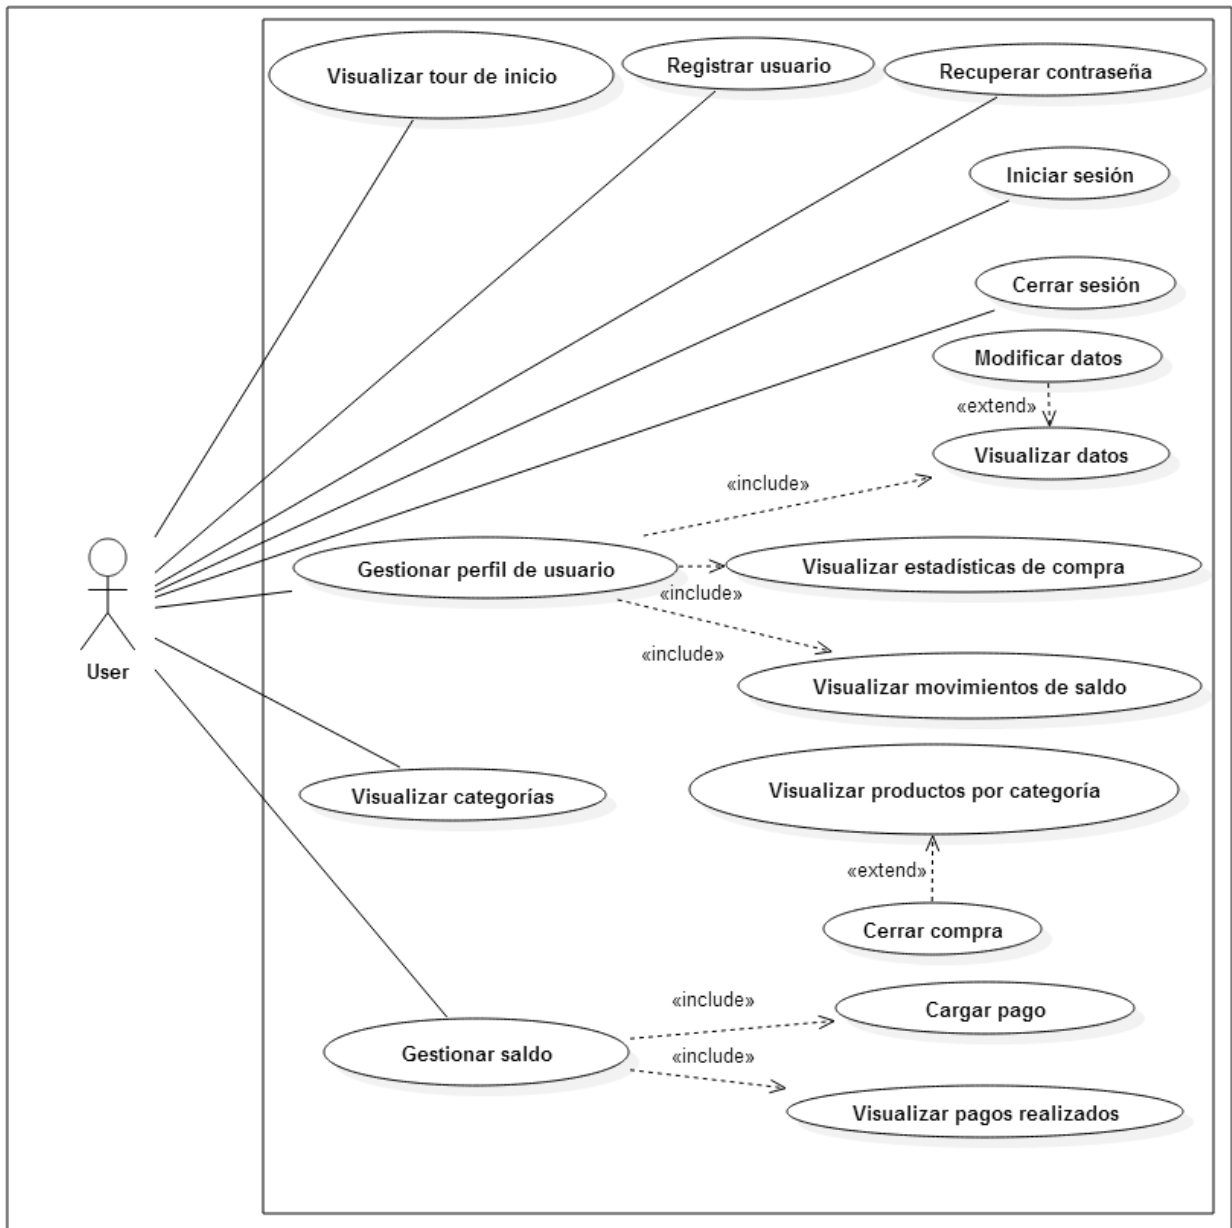 Visualizar tour de inicio
Registrar usuario
Recuperar contraseña
Iniciar sesión
Cerrar sesión
Modificar datos
«extend»
Visualizar datos
«include»
Gestionar perfil de usuario
Visualizar estadísticas de compra
«include»
«include»
User
Visualizar movimientos de saldo
Visualizar categorías
Visualizar productos por categoría
«extend»
Cerrar compra
«include»
Cargar pago
Gestionar saldo
«include»
Visualizar pagos realizados